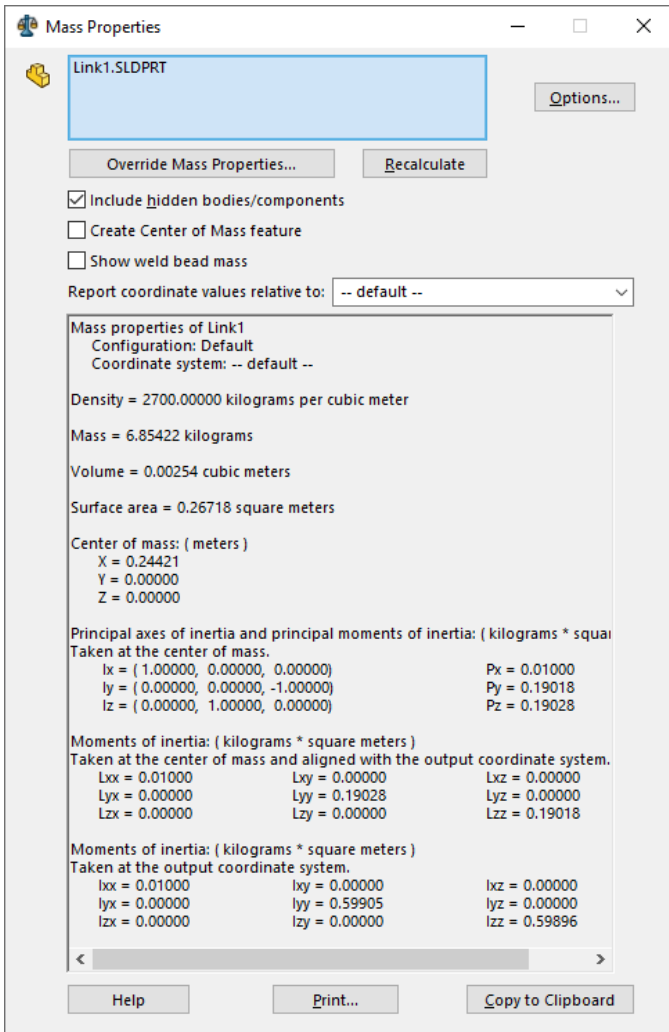 Mass Properties
Link1.SLDPRT
Options...
Override Mass Properties...
Recalculate
Include hidden bodies/components
Create Center of Mass feature
Show weld bead mass
Report coordinate values relative to: -- default --
Mass properties of Link1
Configuration: Default
Coordinate system: -- default --
Density = 2700.00000 kilograms per cubic meter
Mass = 6.85422 kilograms
Volume = 0.00254 cubic meters
Surface area = 0.26718 square meters
Center of mass: ( meters )
X = 0.24421
Y = 0.00000
Z = 0.00000
Principal axes of inertia and principal moments of inertia: ( kilograms * squar
Taken at the center of mass.
Ix = ( 1.00000, 0.00000, 0.00000) Px = 0.01000
Iy = ( 0.00000, 0.00000, -1.00000) Py = 0.19018
Iz = ( 0.00000, 1.00000, 0.00000) Pz = 0.19028
Moments of inertia: ( kilograms * square meters )
Taken at the center of mass and aligned with the output coordinate system.
Lxx = 0.01000 Lxy = 0.00000 Lxz = 0.00000
Lyx = 0.00000 Lyy = 0.19028 Lyz = 0.00000
Lzx = 0.00000 Lzy = 0.00000 Lzz = 0.19018
Moments of inertia: ( kilograms * square meters )
Taken at the output coordinate system.
Ixx = 0.01000 Ixy = 0.00000 Ixz = 0.00000
Iyx = 0.00000 Iyy = 0.59905 Iyz = 0.00000
Izx = 0.00000 Izy = 0.00000 Izz = 0.59896
Help
Print...
Copy to Clipboard